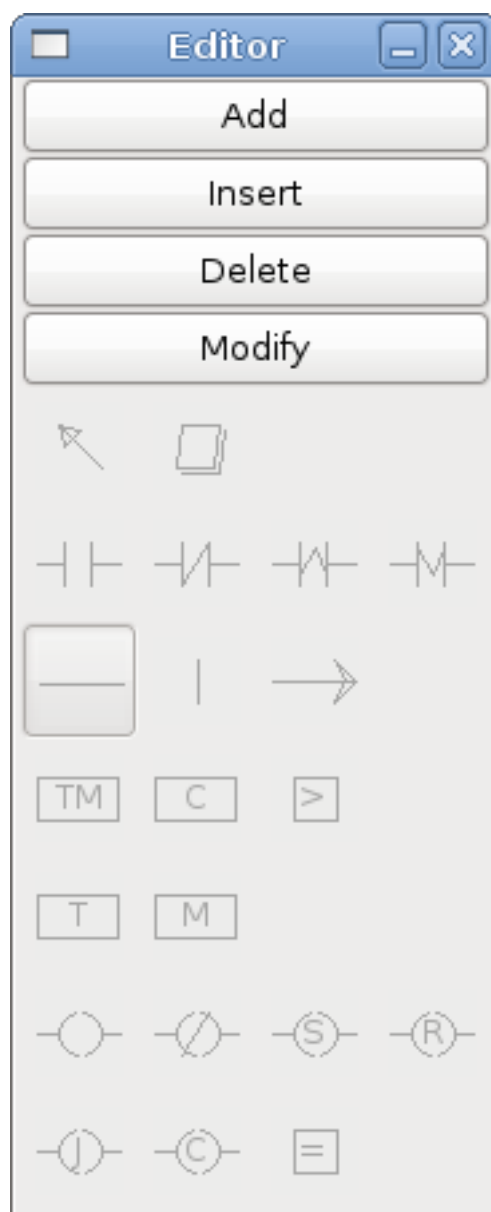 Editor
Add
Insert
Delete
Modify
TM C >
T M
S R
J C =